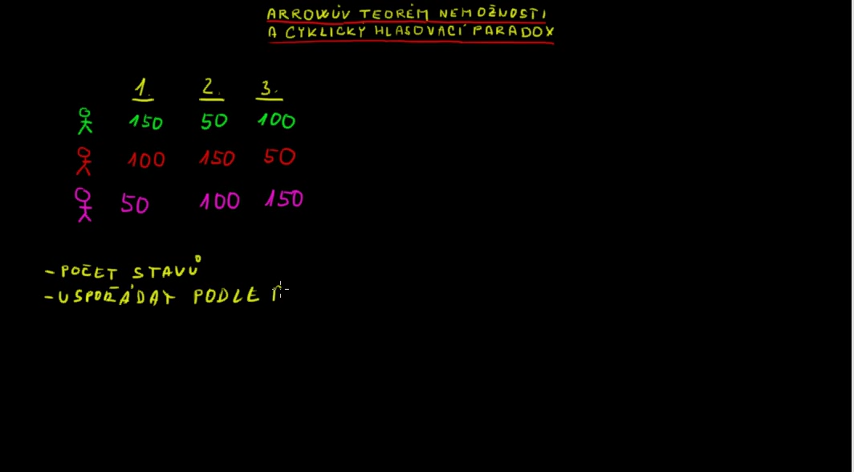 ARROWŮV TEORÉM NEMOŽNOSTI
A CYKLICKÝ HLASOVACÍ PARADOX
1. 2. 3.
150 50 100
100 150 50
50 100 150
- POČET STAVŮ
- USPOŘÁDAT PODLE